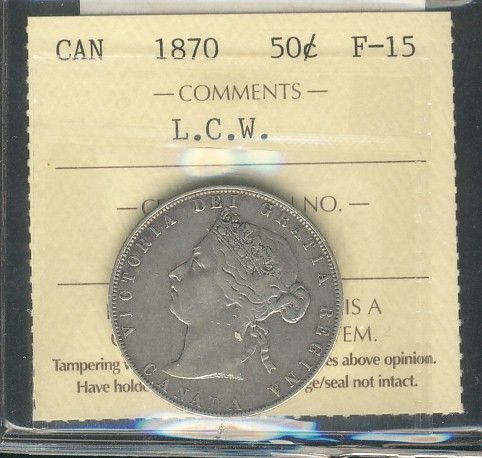 CAN 1870 50¢ F-15
— COMMENTS —
L.C.W.
NO. —
VICTORIA DEI GRATIA REGINA
CANADA
IS A
EM.
Tampering
es above opinion.
Have holde
ge/seal not intact.